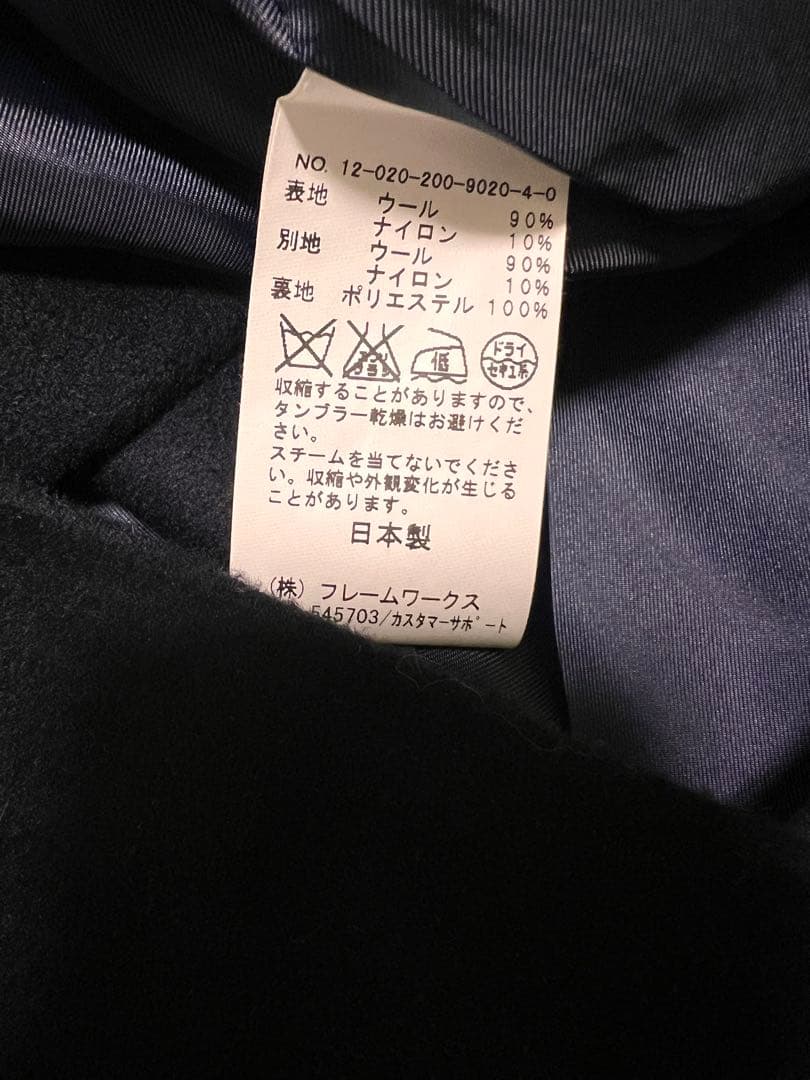 NO. 12-020-200-9020-4-0
表地 ウール 90%
ナイロン 10%
別地 ウール 90%
ナイロン 10%
裏地 ポリエステル 100%
エンソ 低 ドライ
サラシ セキユ系
収縮することがありますので、
タンブラー乾燥はお避けくだ
さい。
スチームを当てないでくださ
い。収縮や外観変化が生じる
ことがあります。
日本製
(株) フレームワークス
545703/カスタマーサポート